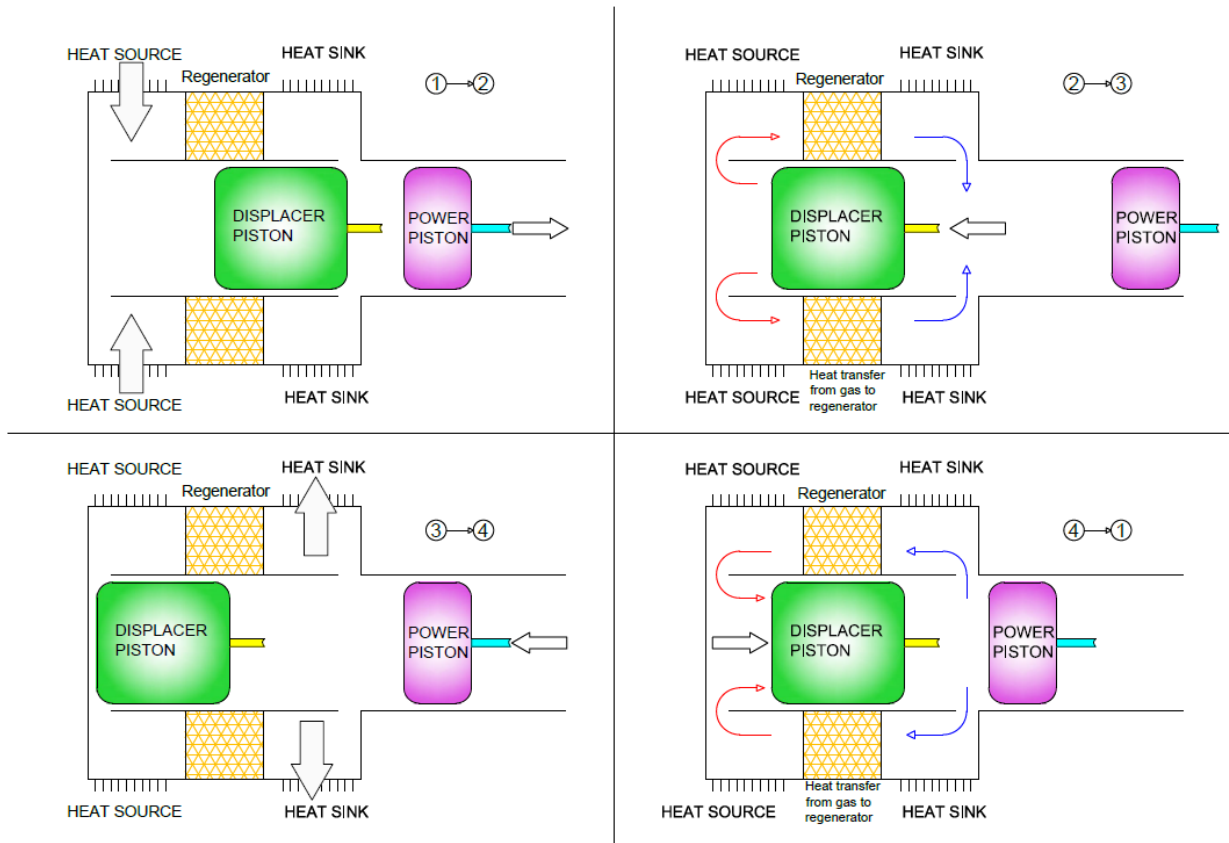 HEAT SOURCE
HEAT SINK
Regenerator
① ②
DISPLACER
PISTON
POWER
PISTON
HEAT SOURCE
HEAT SINK
HEAT SOURCE
HEAT SINK
Regenerator
② ③
DISPLACER
PISTON
POWER
PISTON
Heat transfer
from gas to
regenerator
HEAT SOURCE
HEAT SINK
HEAT SOURCE
HEAT SINK
Regenerator
③ ④
DISPLACER
PISTON
POWER
PISTON
HEAT SOURCE
HEAT SINK
HEAT SOURCE
HEAT SINK
Regenerator
④ ①
DISPLACER
PISTON
POWER
PISTON
Heat transfer
from gas to
regenerator
HEAT SOURCE
HEAT SINK